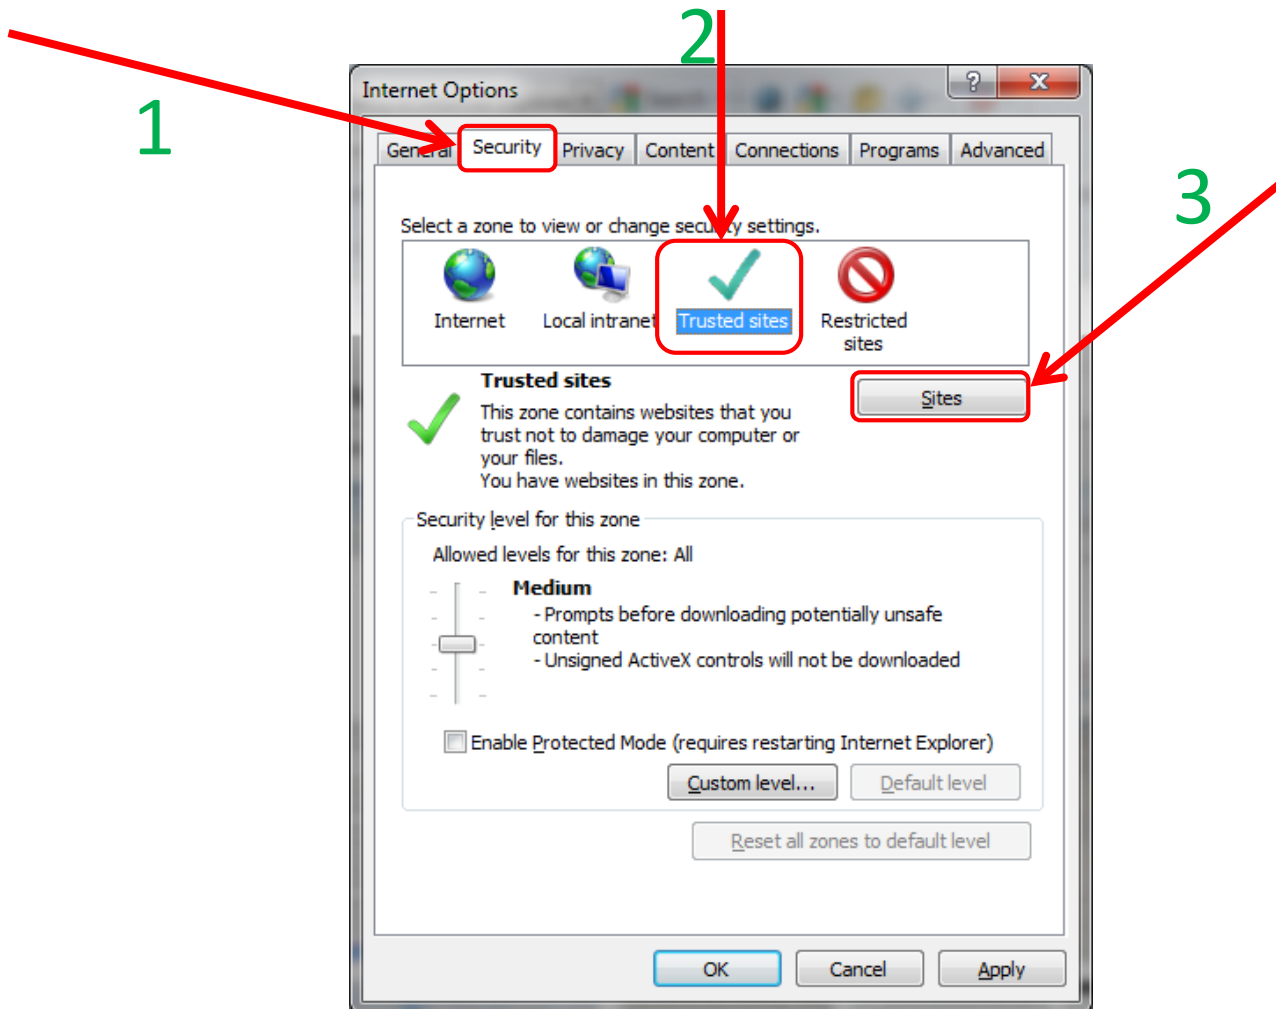 2
Internet Options
1
General Security Privacy Content Connections Programs Advanced
3
Select a zone to view or change security settings.
Internet Local intranet Trusted sites Restricted
sites
Trusted sites
Sites
This zone contains websites that you
trust not to damage your computer or
your files.
You have websites in this zone.
Security level for this zone
Allowed levels for this zone: All
Medium
- Prompts before downloading potentially unsafe
content
- Unsigned ActiveX controls will not be downloaded
Enable Protected Mode (requires restarting Internet Explorer)
Custom level... Default level
Reset all zones to default level
OK Cancel Apply